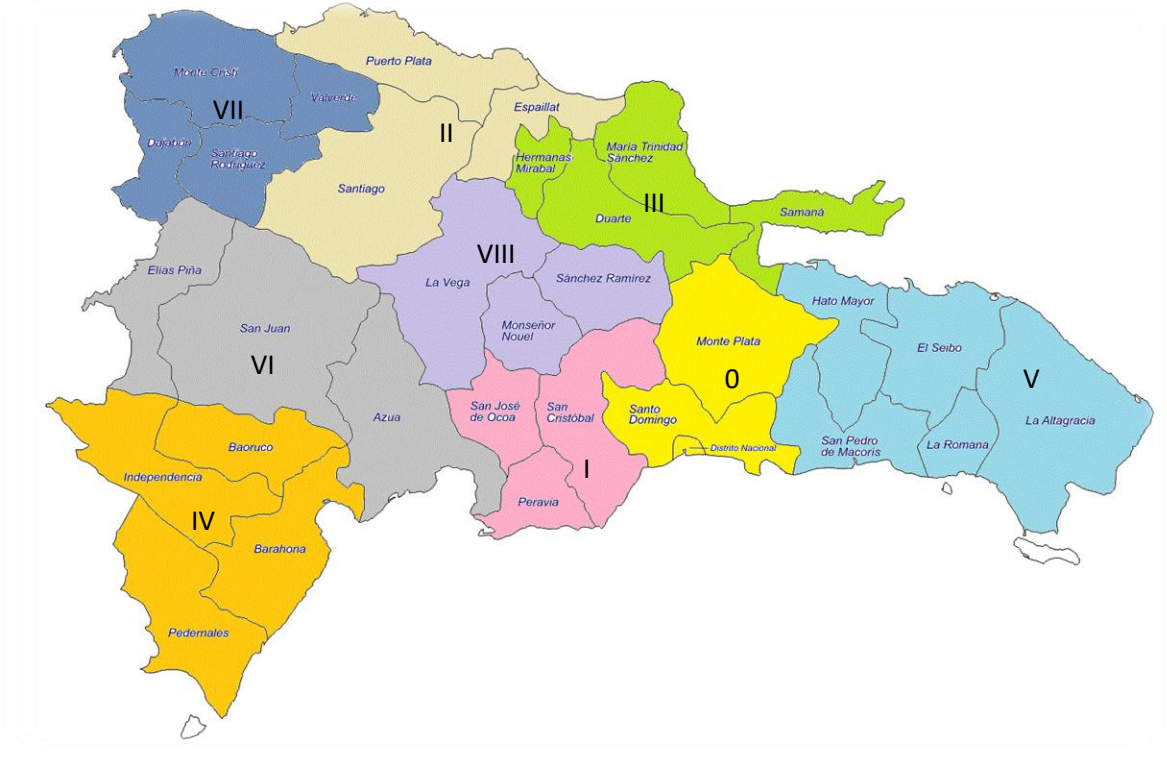 Puerto Plata
Monte Cristi
Valverde
VII
Espaillat
II
Dajabón
Santiago
Rodríguez
Hermanas
Mirabal
María Trinidad
Sánchez
Santiago
III
Duarte
Samaná
VIII
Elias Piña
La Vega
Sánchez Ramírez
Hato Mayor
San Juan
Monseñor
Nouel
Monte Plata
El Seibo
VI
0
V
San José
de Ocoa
San
Cristóbal
Santo
Domingo
Azua
La Altagracia
Baoruco
Distrito Nacional
San Pedro
de Macorís
La Romana
Independencia
I
Peravia
IV
Barahona
Pedernales